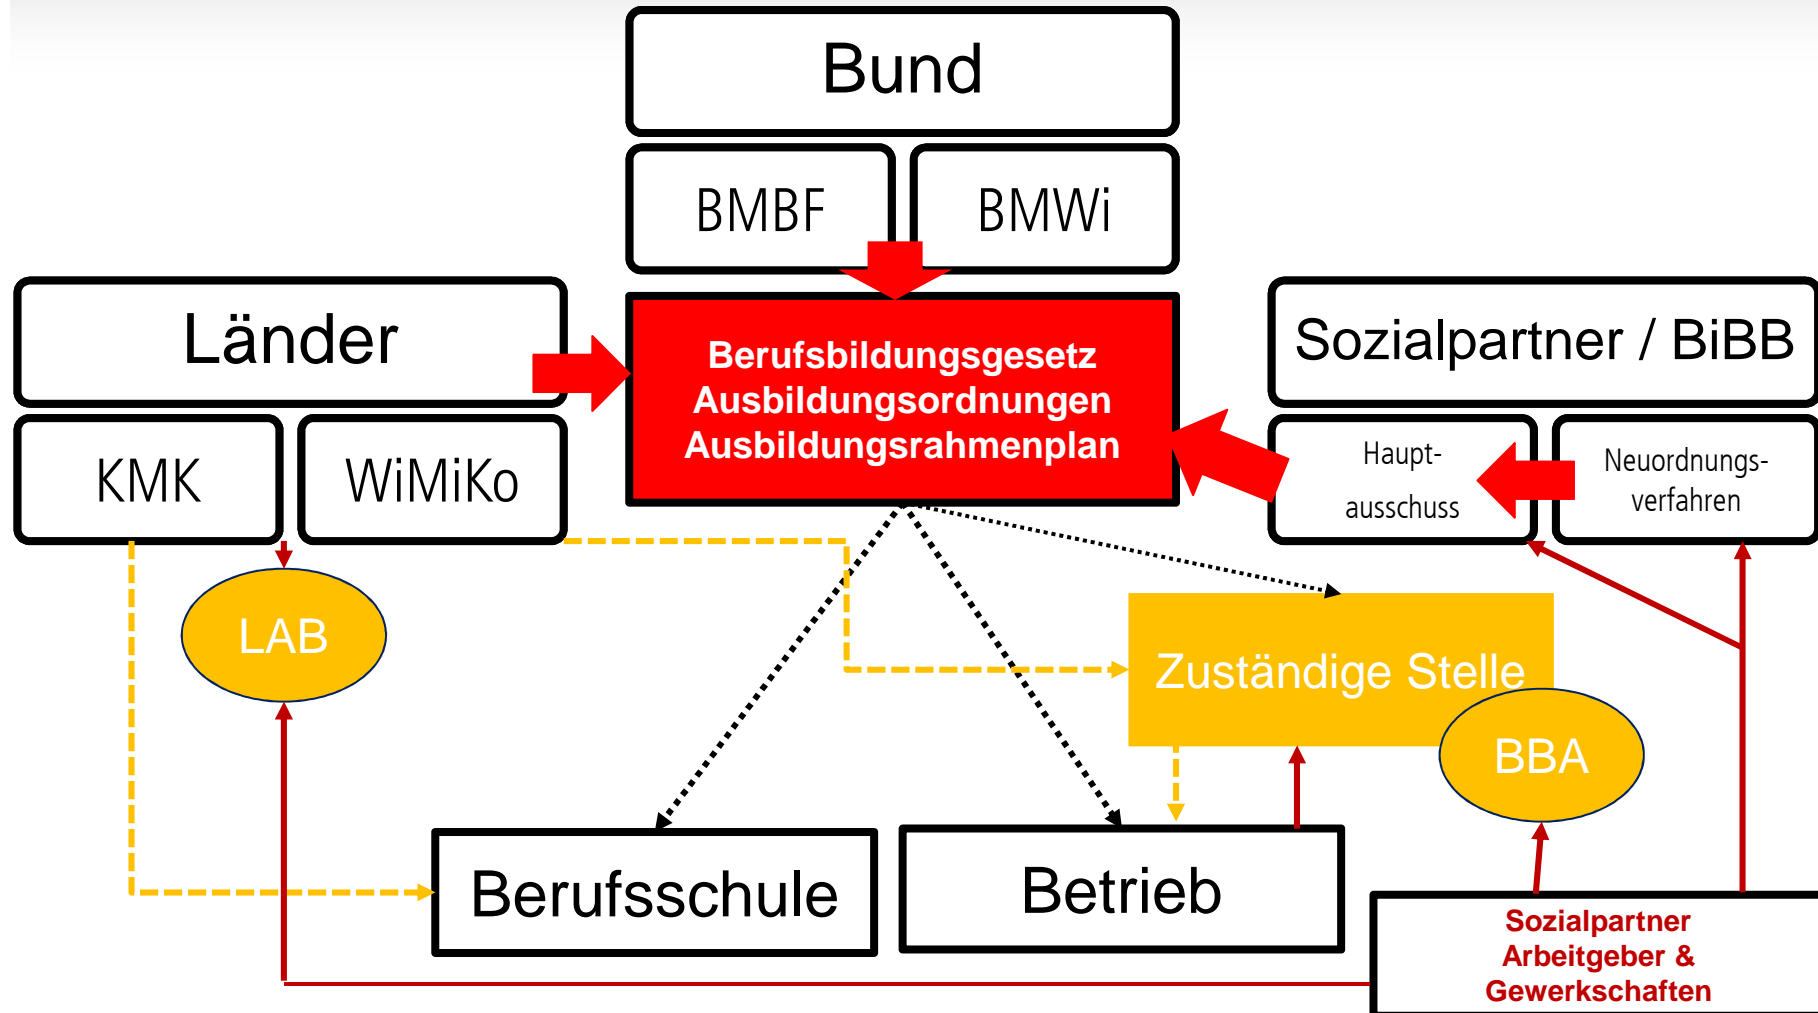 Bund
BMBF
BMWi
Länder
KMK
WiMiKo
Berufsbildungsgesetz
Ausbildungsordnungen
Ausbildungsrahmenplan
Sozialpartner / BiBB
Haupt-
ausschuss
Neuordnungs-
verfahren
LAB
Zuständige Stelle
BBA
Berufsschule
Betrieb
Sozialpartner
Arbeitgeber &
Gewerkschaften